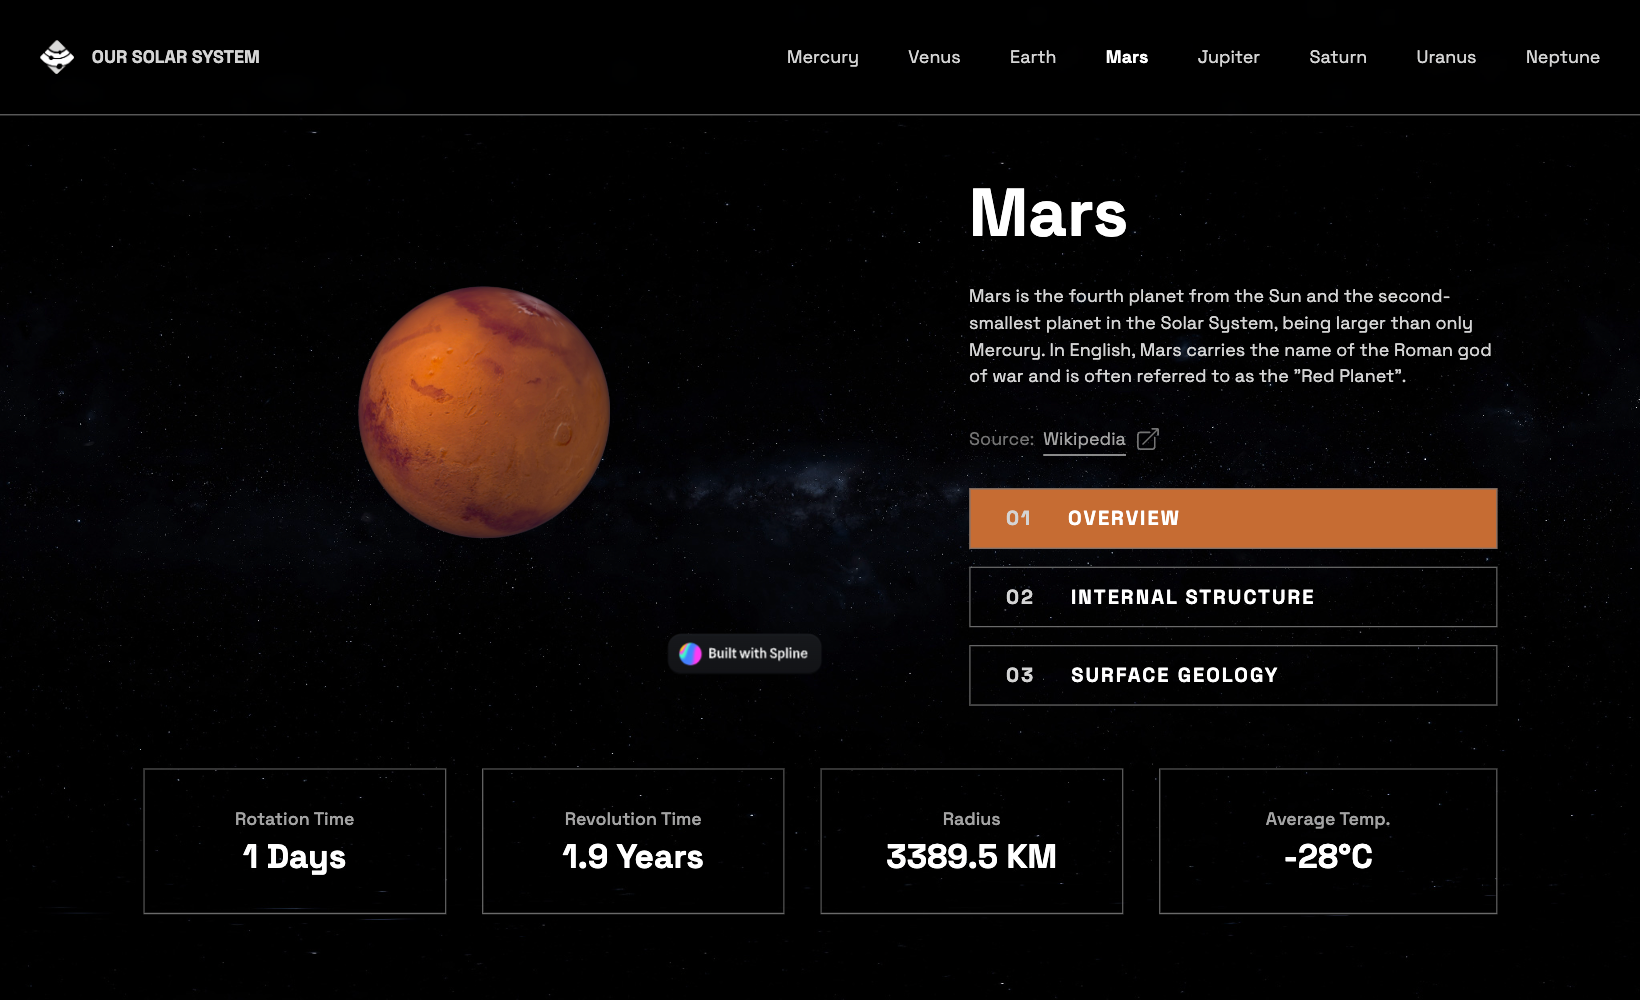 OUR SOLAR SYSTEM
Mercury
Venus
Earth
Mars
Jupiter
Saturn
Uranus
Neptune
Mars
Mars is the fourth planet from the Sun and the second-
smallest planet in the Solar System, being larger than only
Mercury. In English, Mars carries the name of the Roman god
of war and is often referred to as the ”Red Planet”.
Source: Wikipedia
01 OVERVIEW
02 INTERNAL STRUCTURE
03 SURFACE GEOLOGY
Built with Spline
Rotation Time
1 Days
Revolution Time
1.9 Years
Radius
3389.5 KM
Average Temp.
-28°C